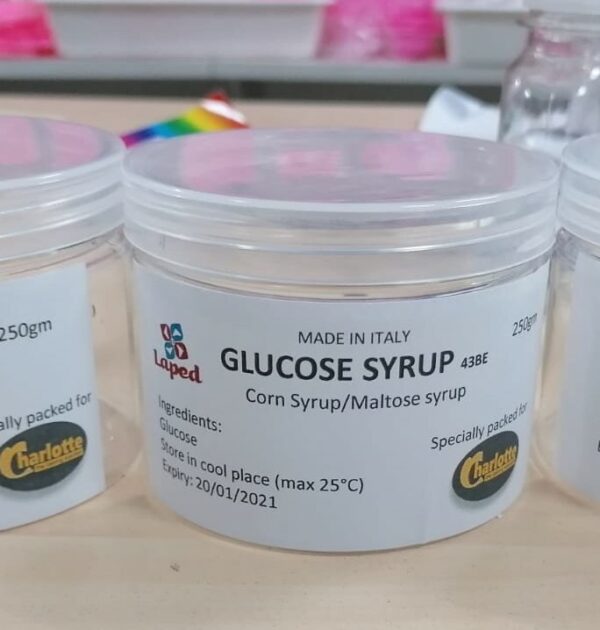 250gm
ally packed for
Charlotte
MADE IN ITALY
250gm
Laped
GLUCOSE SYRUP 43BE
Corn Syrup/Maltose syrup
Ingredients:
Glucose
Store in cool place (max 25°C)
Expiry: 20/01/2021
Specially packed for
Charlotte